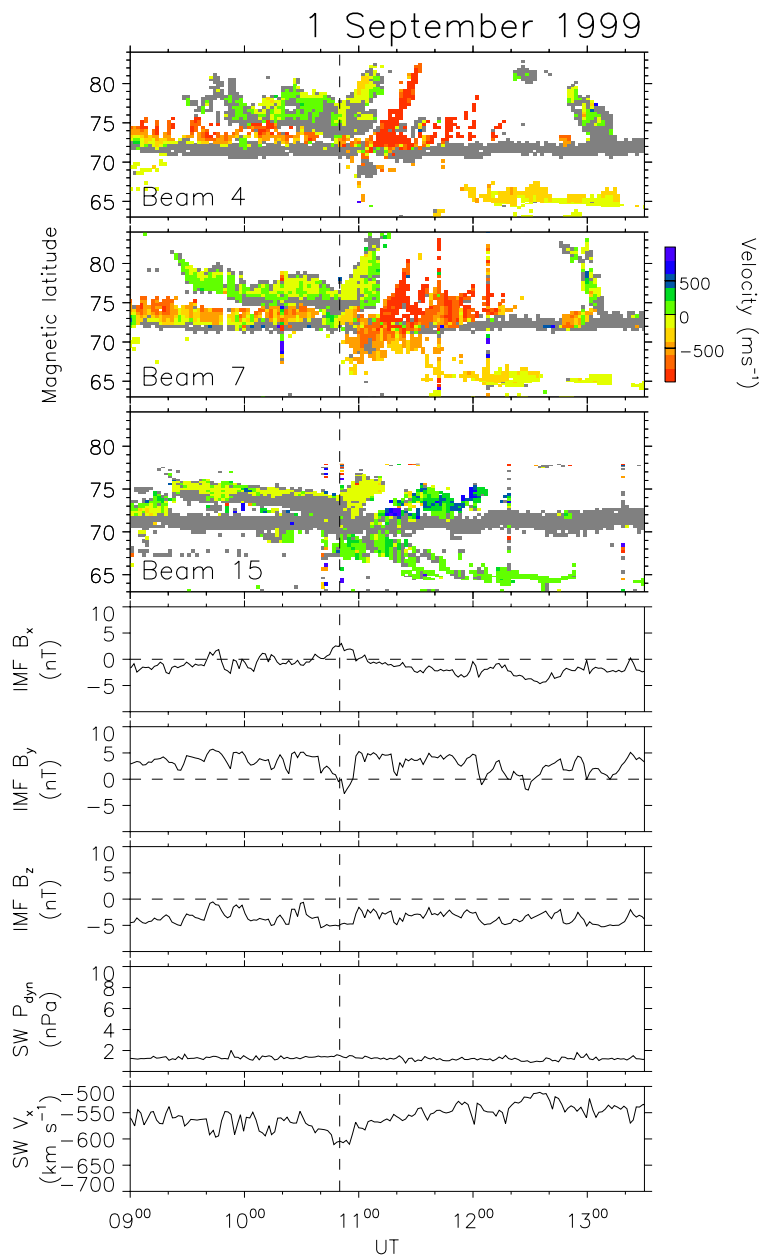 1 September 1999
80
75
70
65
Beam 4
80
75
70
65
Beam 7
80
75
70
65
Beam 15
Magnetic latitude
500
0
−500
Velocity (ms⁻¹)
10
5
0
−5
IMF Bₓ
(nT)
10
5
0
−5
IMF Bᵧ
(nT)
10
5
0
−5
IMF B_z
(nT)
10
8
6
4
2
SW P_dyn
(nPa)
−500
−550
−600
−650
−700
SW Vₓ
(km s⁻¹)
09⁰⁰ 10⁰⁰ 11⁰⁰ 12⁰⁰ 13⁰⁰
UT